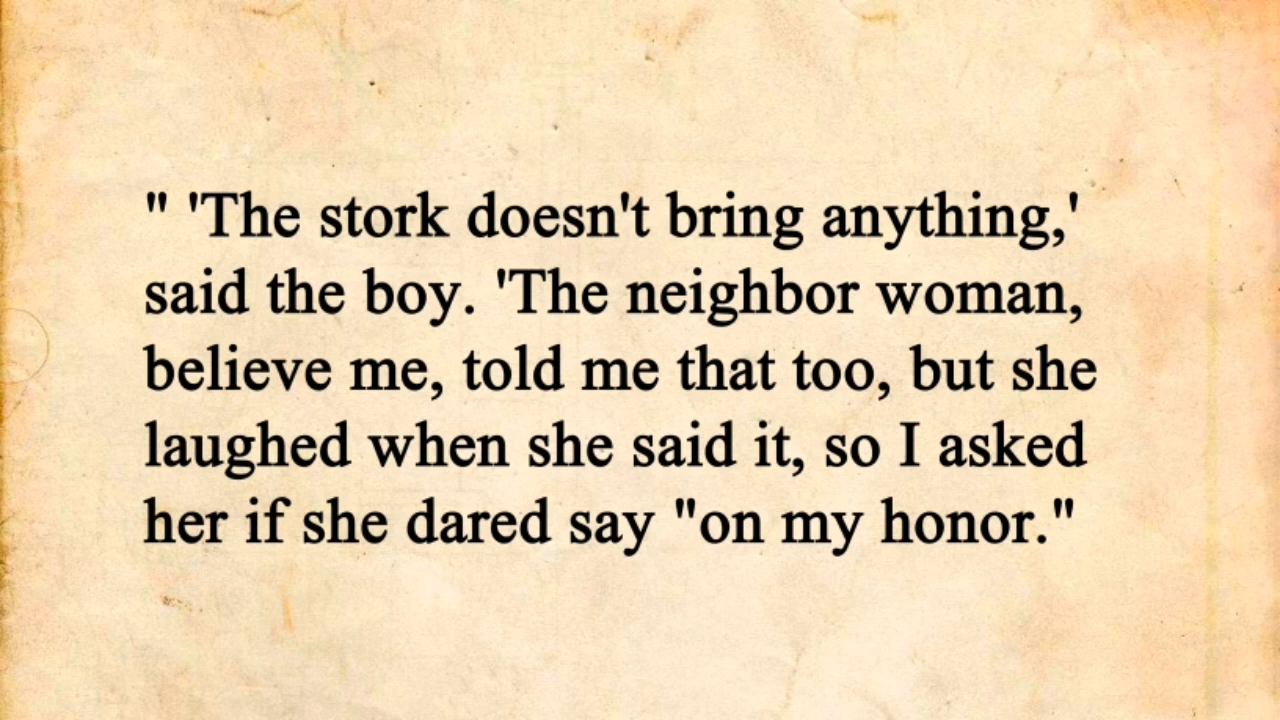 " 'The stork doesn't bring anything,'
said the boy. 'The neighbor woman,
believe me, told me that too, but she
laughed when she said it, so I asked
her if she dared say "on my honor."